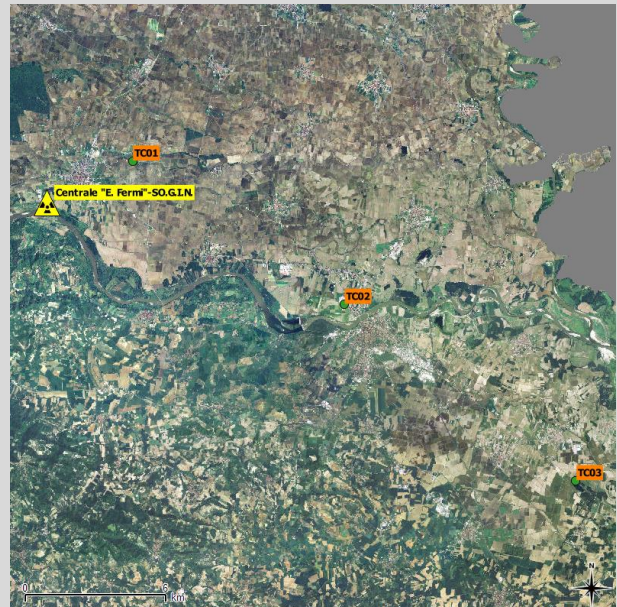 TC01
Centrale "E. Fermi"-SO.G.I.N.
TC02
TC03
N
0 6
km